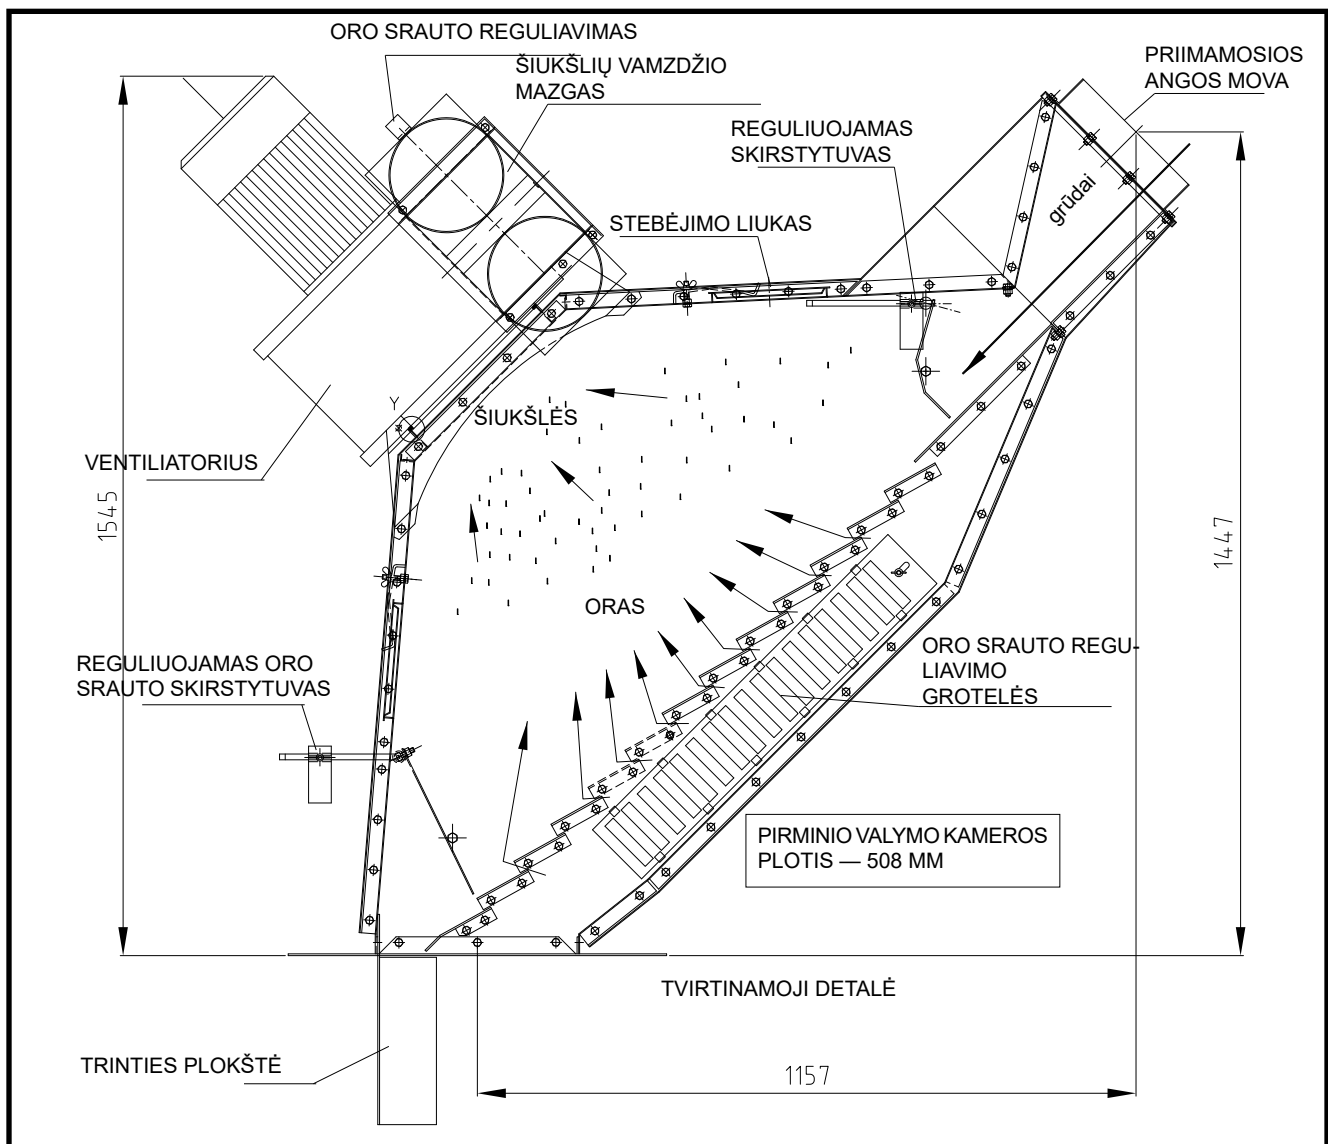 ORO SRAUTO REGULIAVIMAS
ŠIUKŠLIŲ VAMZDŽIO
MAZGAS
PRIIMAMOSIOS
ANGOS MOVA
REGULIUOJAMAS
SKIRSTYTUVAS
grūdai
STEBĖJIMO LIUKAS
Y
ŠIUKŠLĖS
VENTILIATORIUS
1545
1447
ORAS
REGULIUOJAMAS ORO
SRAUTO SKIRSTYTUVAS
ORO SRAUTO REGU-
LIAVIMO
GROTELĖS
PIRMINIO VALYMO KAMEROS
PLOTIS — 508 MM
TVIRTINAMOJI DETALĖ
TRINTIES PLOKŠTĖ
1157